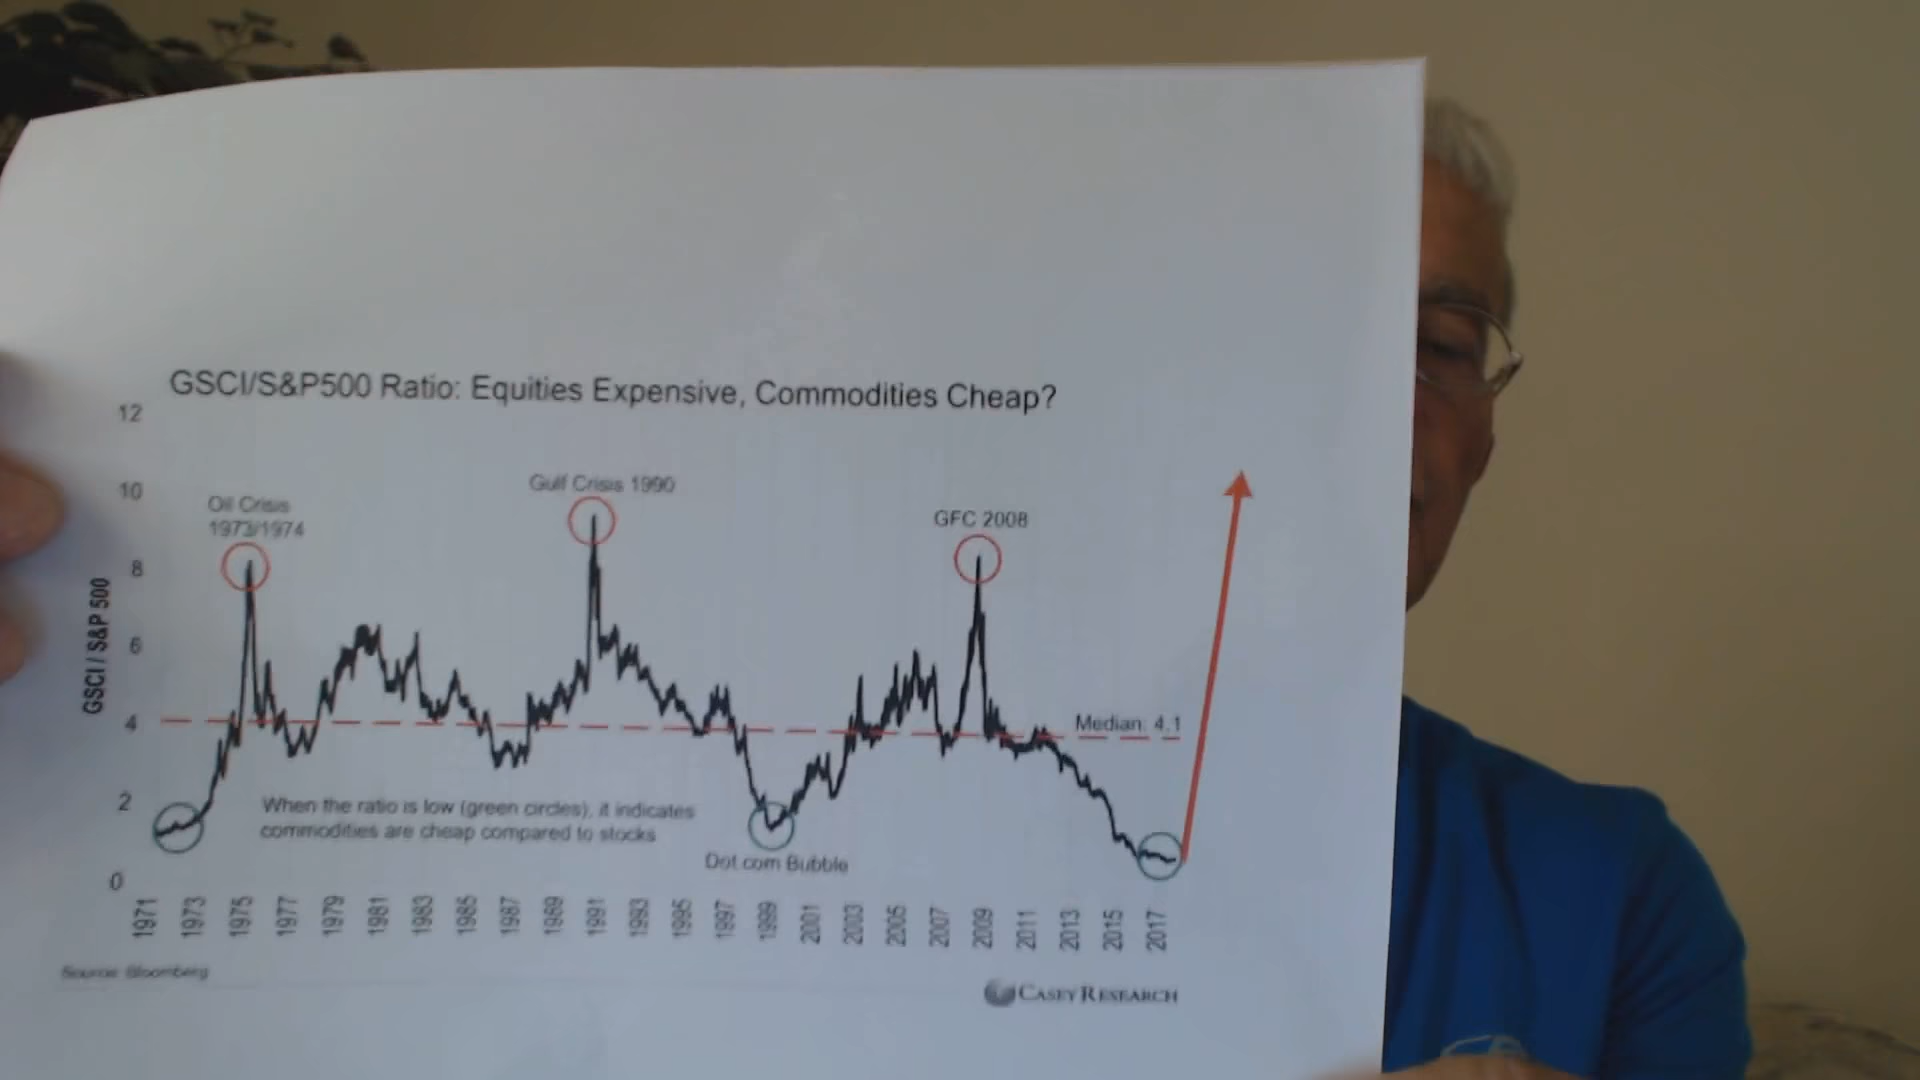 GSCI/S&P500 Ratio: Equities Expensive, Commodities Cheap?
12
10
8
6
4
2
0
GSCI / S&P 500
Oil Crisis
1973/1974
Gulf Crisis 1990
GFC 2008
Median: 4.1
When the ratio is low (green circles), it indicates
commodities are cheap compared to stocks
Dot com Bubble
1971 1973 1975 1977 1979 1981 1983 1985 1987 1989 1991 1993 1995 1997 1999 2001 2003 2005 2007 2009 2011 2013 2015 2017
Source: Bloomberg
CASEY RESEARCH